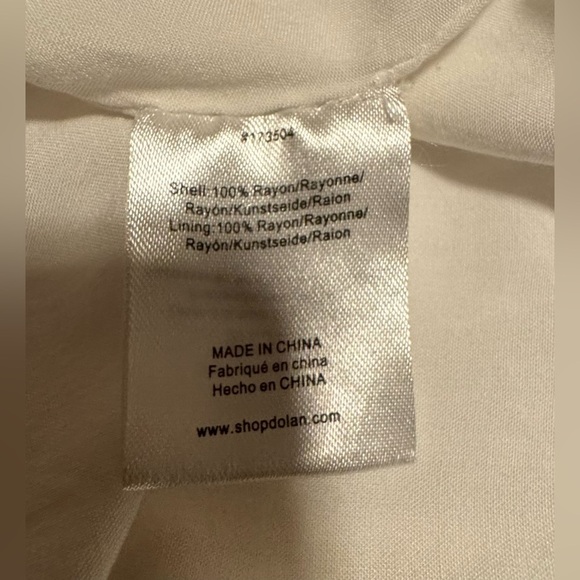 #123504
Shell:100% Rayon/Rayonne/
Rayón/Kunstseide/Raion
Lining:100% Rayon/Rayonne/
Rayón/Kunstseide/Raion
MADE IN CHINA
Fabriqué en china
Hecho en CHINA
www.shopdolan.com